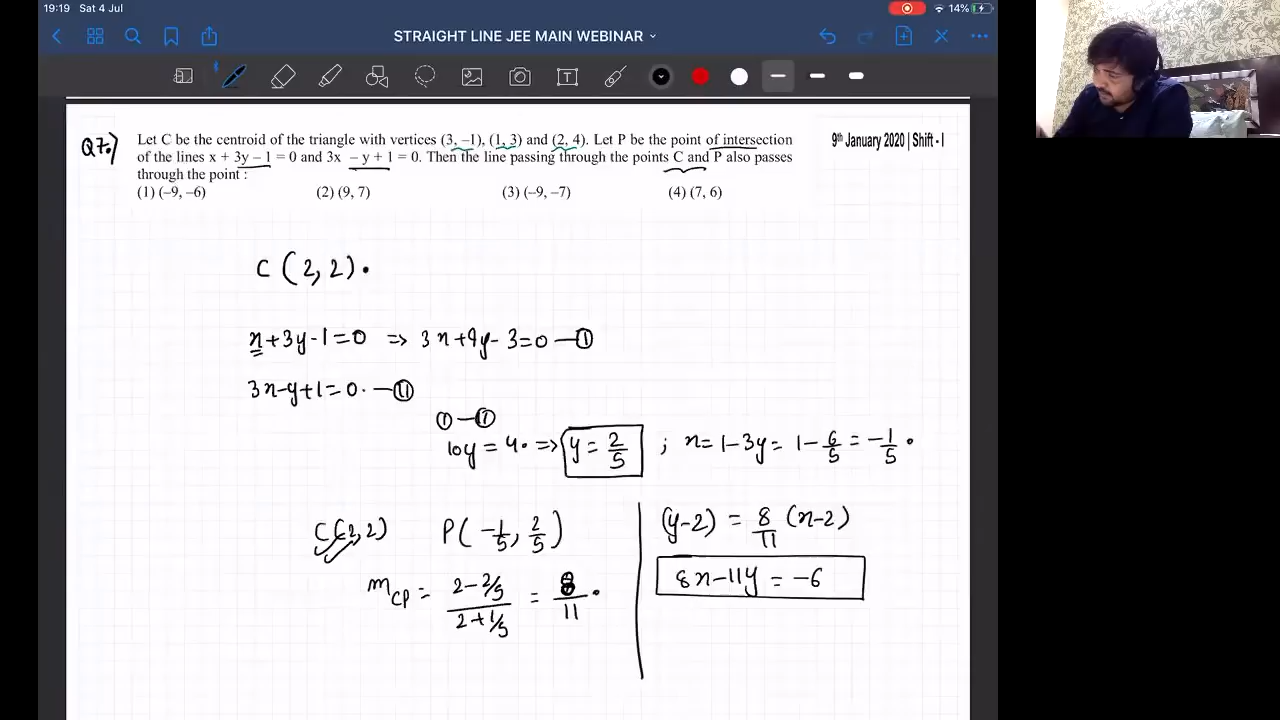 19:19 Sat 4 Jul
14%
STRAIGHT LINE JEE MAIN WEBINAR
Q7.)
Let C be the centroid of the triangle with vertices (3, –1), (1, 3) and (2, 4). Let P be the point of intersection
of the lines x + 3y – 1 = 0 and 3x – y + 1 = 0. Then the line passing through the points C and P also passes
through the point :
9th January 2020 | Shift - I
(1) (–9, –6) (2) (9, 7) (3) (–9, –7) (4) (7, 6)
C (2, 2).
x + 3y - 1 = 0 ⇒ 3x + 9y - 3 = 0 — ①
3x - y + 1 = 0. — ②
① — ②
10y = 4. ⇒ y = 2/5 ; x = 1 - 3y = 1 - 6/5 = -1/5.
C(2, 2) P(-1/5, 2/5)
m_CP = (2 - 2/5)/(2 + 1/5) = 8/11.
(y-2) = 8/11 (x-2)
8x - 11y = -6